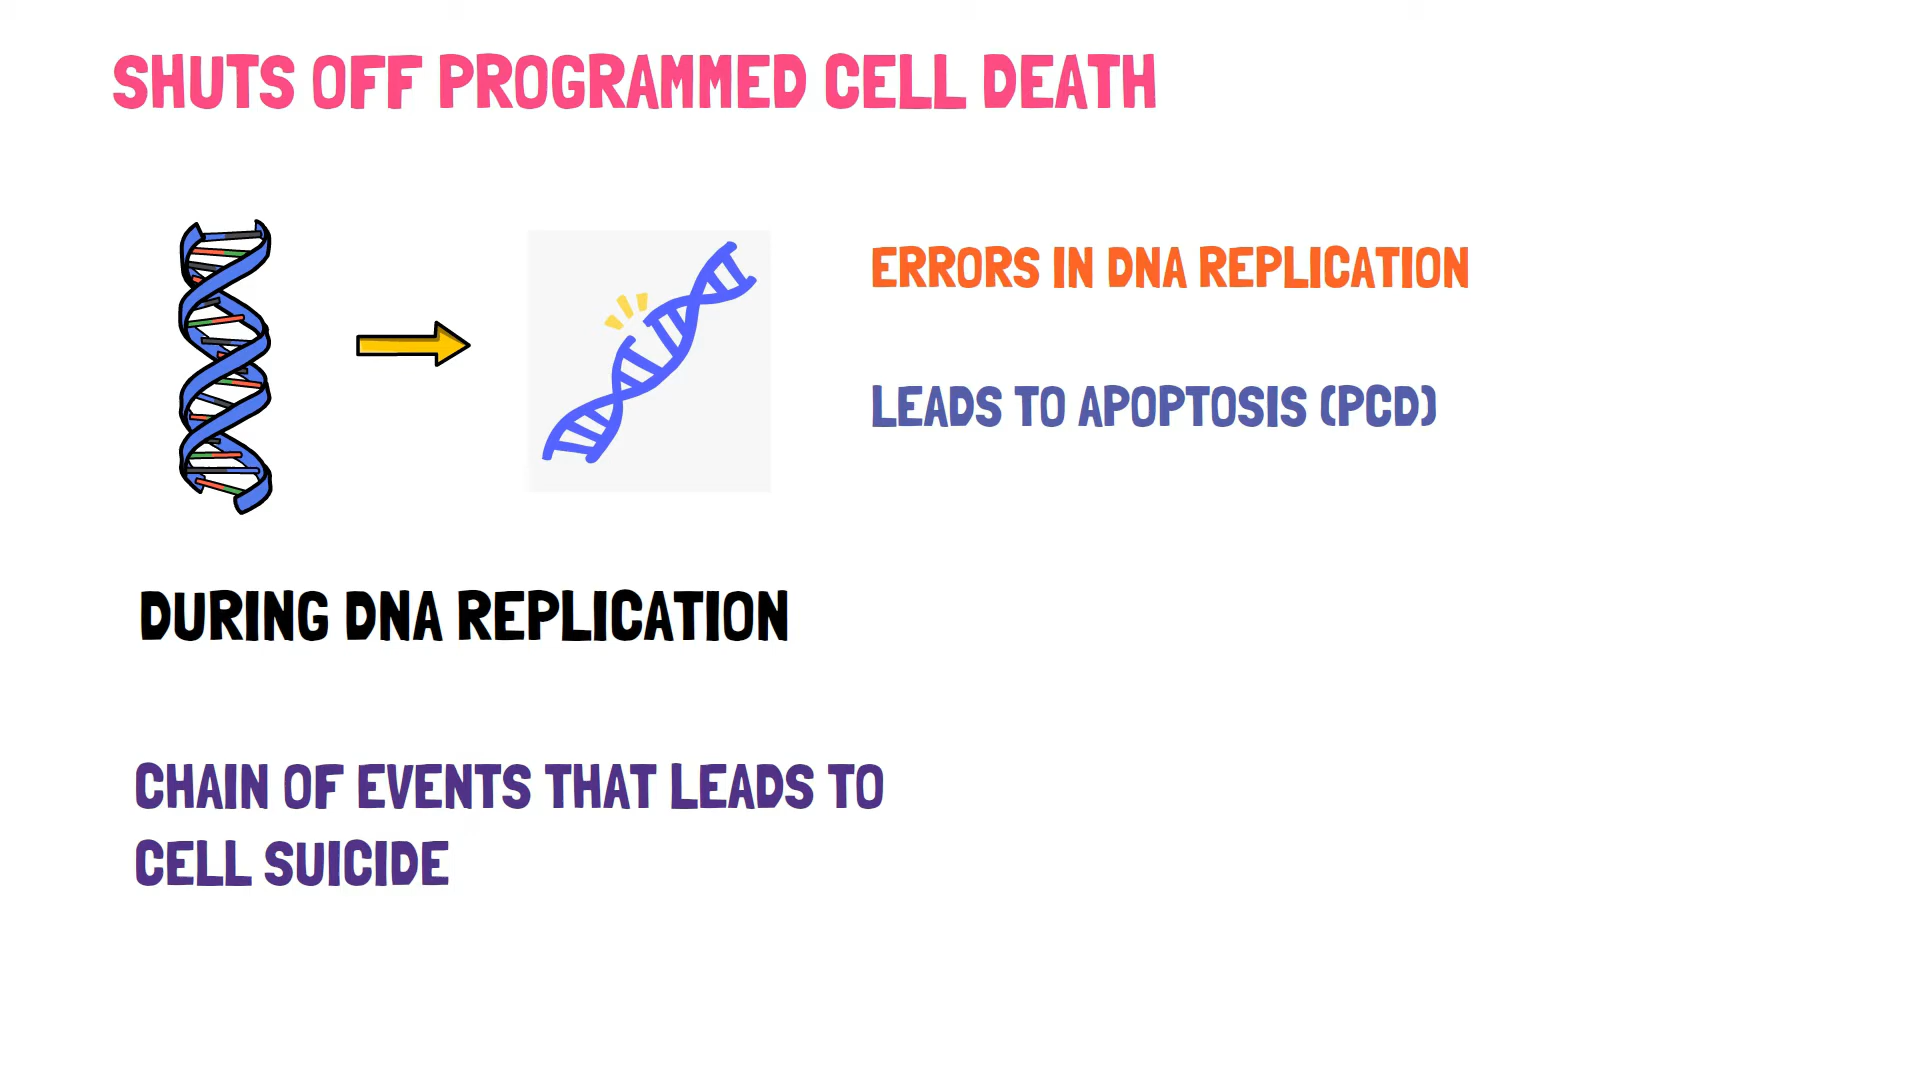 SHUTS OFF PROGRAMMED CELL DEATH
ERRORS IN DNA REPLICATION
LEADS TO APOPTOSIS (PCD)
DURING DNA REPLICATION
CHAIN OF EVENTS THAT LEADS TO
CELL SUICIDE